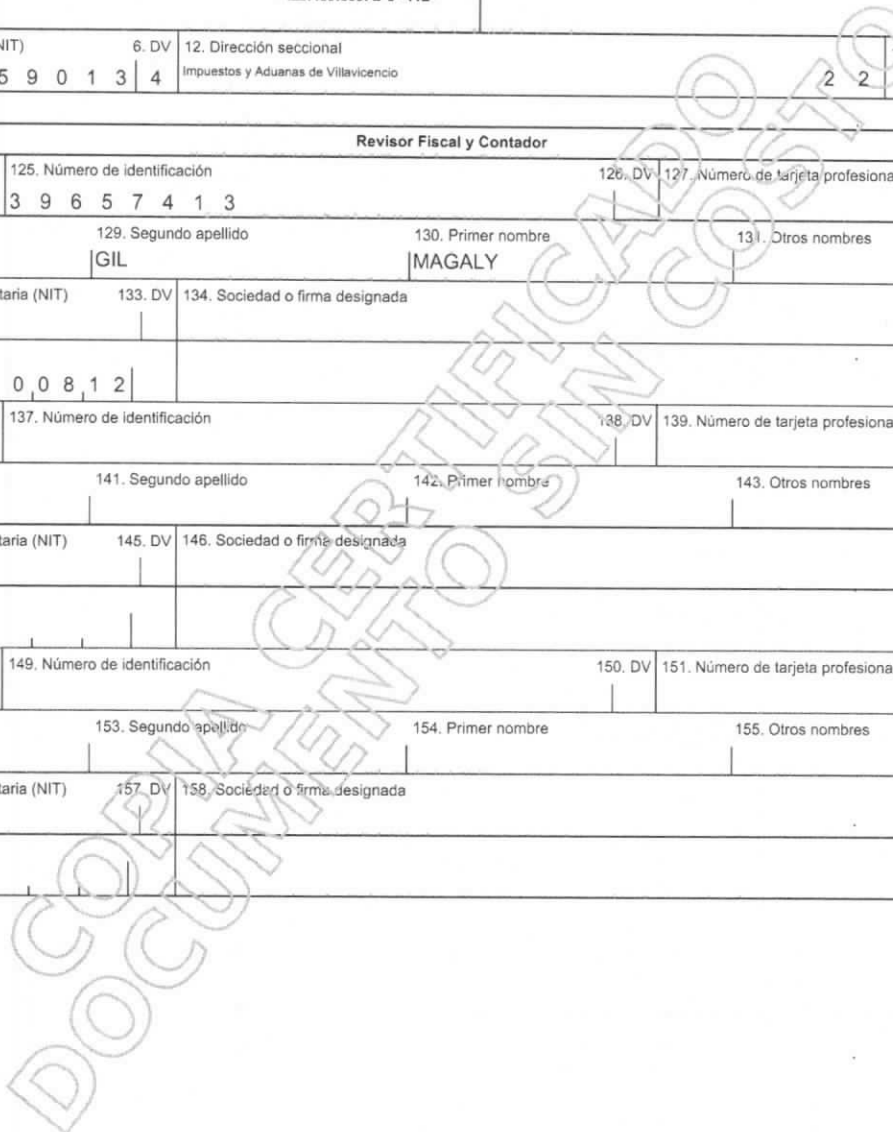 NIT) 6. DV 12. Dirección seccional
5 9 0 1 3 4 Impuestos y Aduanas de Villavicencio 2 2
Revisor Fiscal y Contador
125. Número de identificación 126. DV 127. Número de tarjeta profesiona
3 9 6 5 7 4 1 3
129. Segundo apellido 130. Primer nombre 131. Otros nombres
GIL MAGALY
taria (NIT) 133. DV 134. Sociedad o firma designada
0 0 8 1 2
137. Número de identificación 138. DV 139. Número de tarjeta profesiona
141. Segundo apellido 142. Primer nombre 143. Otros nombres
taria (NIT) 145. DV 146. Sociedad o firma designada
149. Número de identificación 150. DV 151. Número de tarjeta profesiona
153. Segundo apellido 154. Primer nombre 155. Otros nombres
taria (NIT) 157. DV 158. Sociedad o firma designada
COPIA CERTIFICADO
DOCUMENTO SIN COSTO